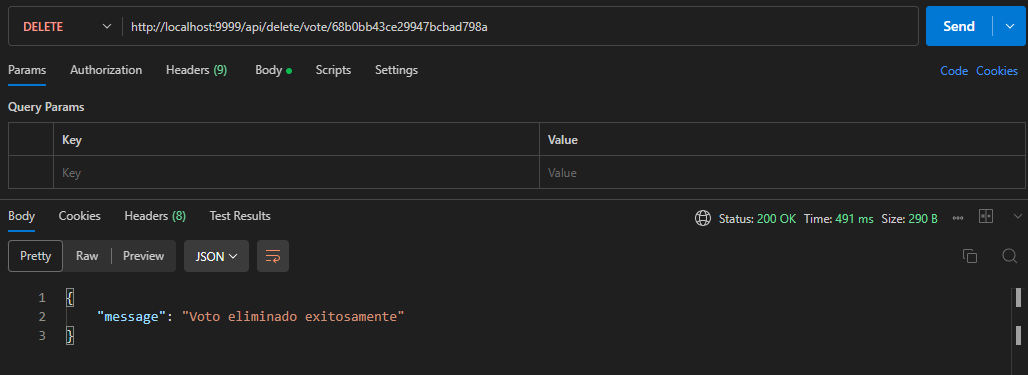 DELETE http://localhost:9999/api/delete/vote/68b0bb43ce29947bcbad798a Send
Params Authorization Headers (9) Body Scripts Settings Code Cookies
Query Params
Key Value
Key Value
Body Cookies Headers (8) Test Results Status: 200 OK Time: 491 ms Size: 290 B
Pretty Raw Preview JSON
1 {
2 "message": "Voto eliminado exitosamente"
3 }